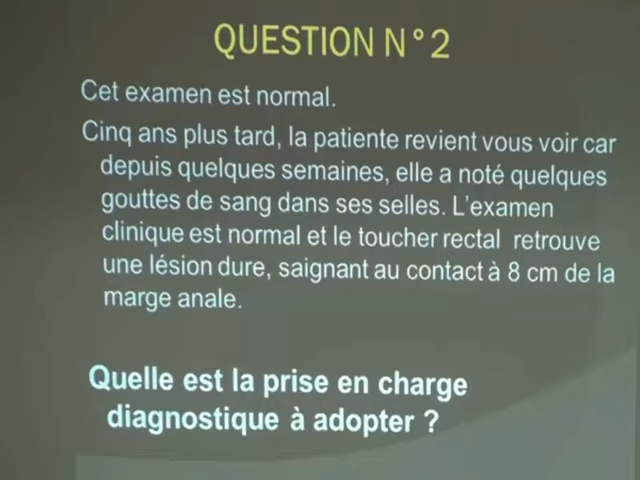 QUESTION N°2
Cet examen est normal.
Cinq ans plus tard, la patiente revient vous voir car
depuis quelques semaines, elle a noté quelques
gouttes de sang dans ses selles. L'examen
clinique est normal et le toucher rectal retrouve
une lésion dure, saignant au contact à 8 cm de la
marge anale.
Quelle est la prise en charge
diagnostique à adopter ?